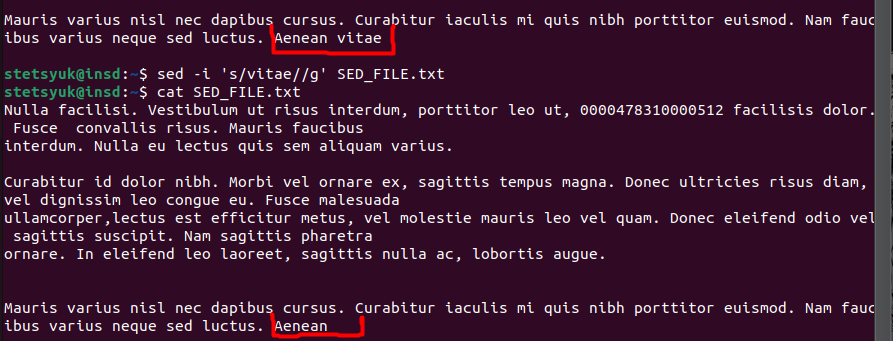 Mauris varius nisl nec dapibus cursus. Curabitur iaculis mi quis nibh porttitor euismod. Nam fauc
ibus varius neque sed luctus. Aenean vitae
stetsyuk@insd:~$ sed -i 's/vitae//g' SED_FILE.txt
stetsyuk@insd:~$ cat SED_FILE.txt
Nulla facilisi. Vestibulum ut risus interdum, porttitor leo ut, 0000478310000512 facilisis dolor.
 Fusce  convallis risus. Mauris faucibus
interdum. Nulla eu lectus quis sem aliquam varius.
Curabitur id dolor nibh. Morbi vel ornare ex, sagittis tempus magna. Donec ultricies risus diam,
vel dignissim leo congue eu. Fusce malesuada
ullamcorper,lectus est efficitur metus, vel molestie mauris leo vel quam. Donec eleifend odio vel
 sagittis suscipit. Nam sagittis pharetra
ornare. In eleifend leo laoreet, sagittis nulla ac, lobortis augue.
Mauris varius nisl nec dapibus cursus. Curabitur iaculis mi quis nibh porttitor euismod. Nam fauc
ibus varius neque sed luctus. Aenean